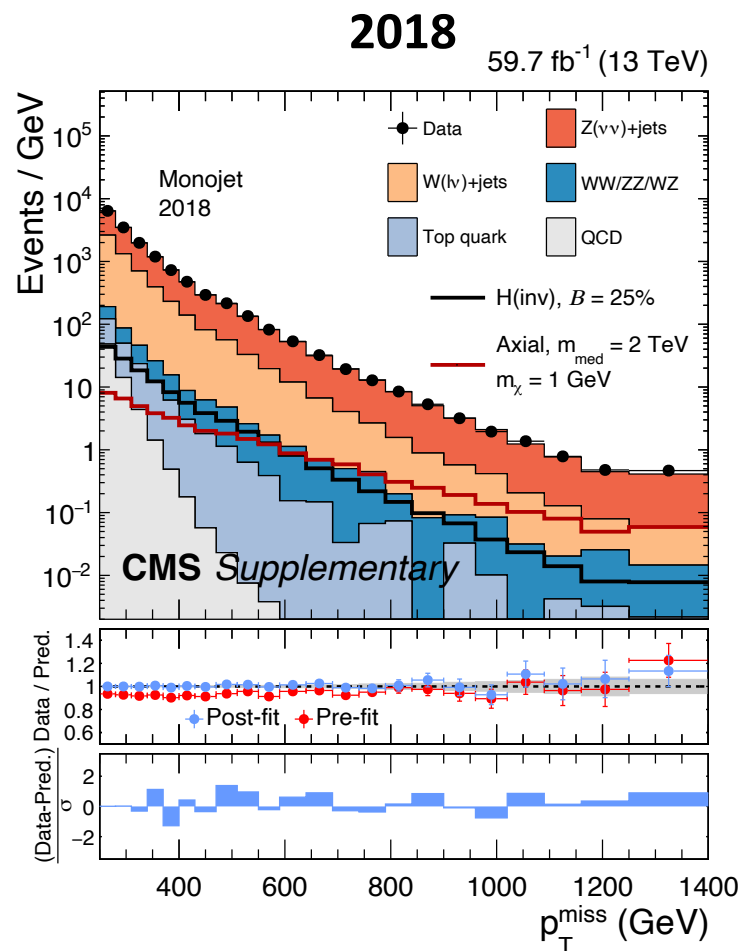 2018
59.7 fb⁻¹ (13 TeV)
Events / GeV
10⁵
10⁴
10³
10²
10
1
10⁻¹
10⁻²
Data
Z(νν)+jets
W(lν)+jets
WW/ZZ/WZ
Top quark
QCD
Monojet
2018
H(inv), B = 25%
Axial, m_med = 2 TeV
m_χ = 1 GeV
CMS Supplementary
Data / Pred.
1.4
1.2
1
0.8
0.6
Post-fit
Pre-fit
(Data-Pred.)
σ
2
0
−2
400 600 800 1000 1200 1400
p_T^miss (GeV)